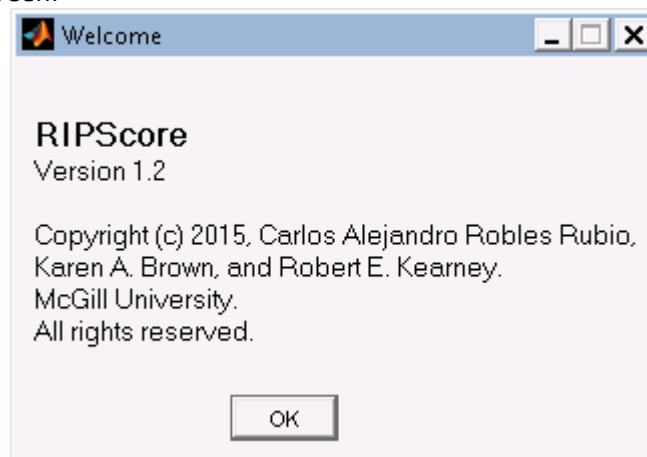 Welcome
RIPScore
Version 1.2
Copyright (c) 2015, Carlos Alejandro Robles Rubio,
Karen A. Brown, and Robert E. Kearney.
McGill University.
All rights reserved.
OK